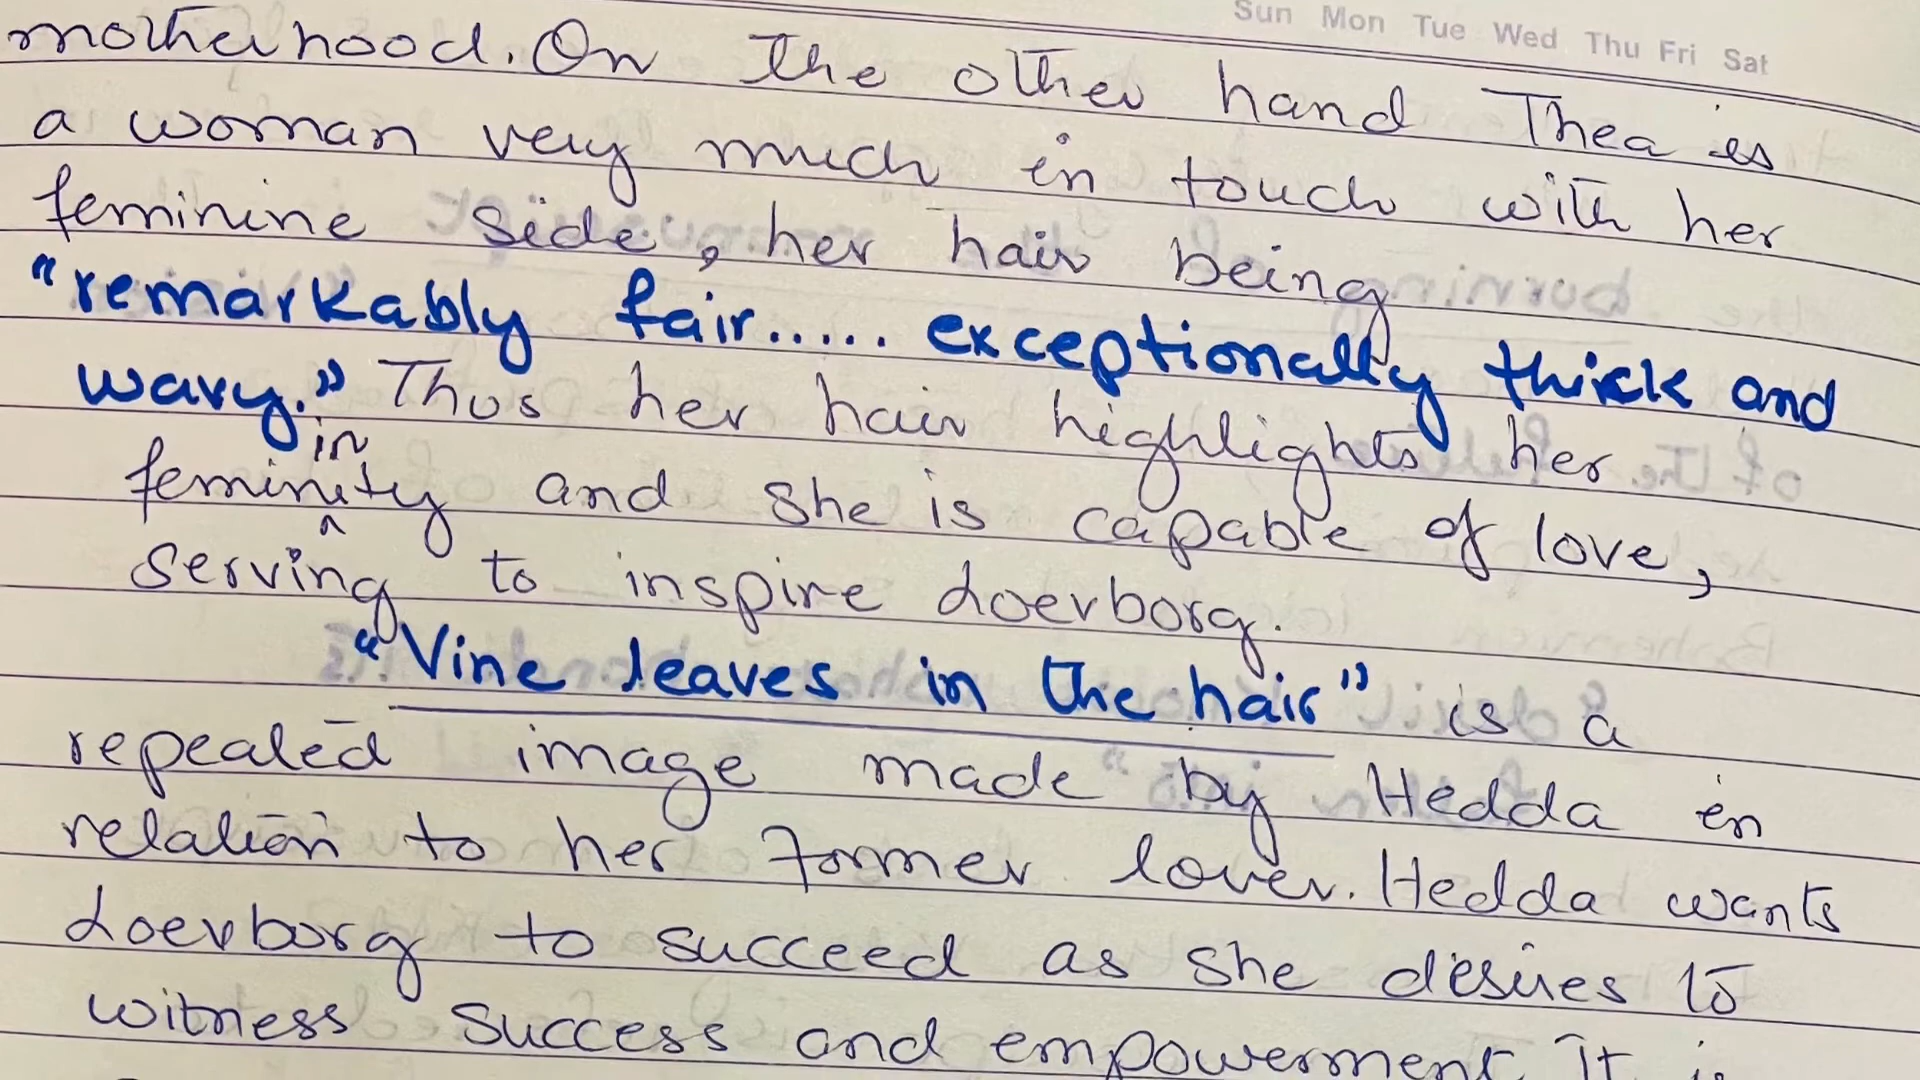 Sun Mon Tue Wed Thu Fri Sat
motherhood. On the other hand Thea is
a woman very much in touch with her
feminine side, her hair being
"remarkably fair..... exceptionally thick and
wavy." Thus her hair highlights her
femininity and she is capable of love,
serving to inspire Loevborg.
"Vine leaves in the hair" is a
repeated image made by Hedda in
relation to her former lover. Hedda wants
Loevborg to succeed as she desires to
witness success and empowerment. It